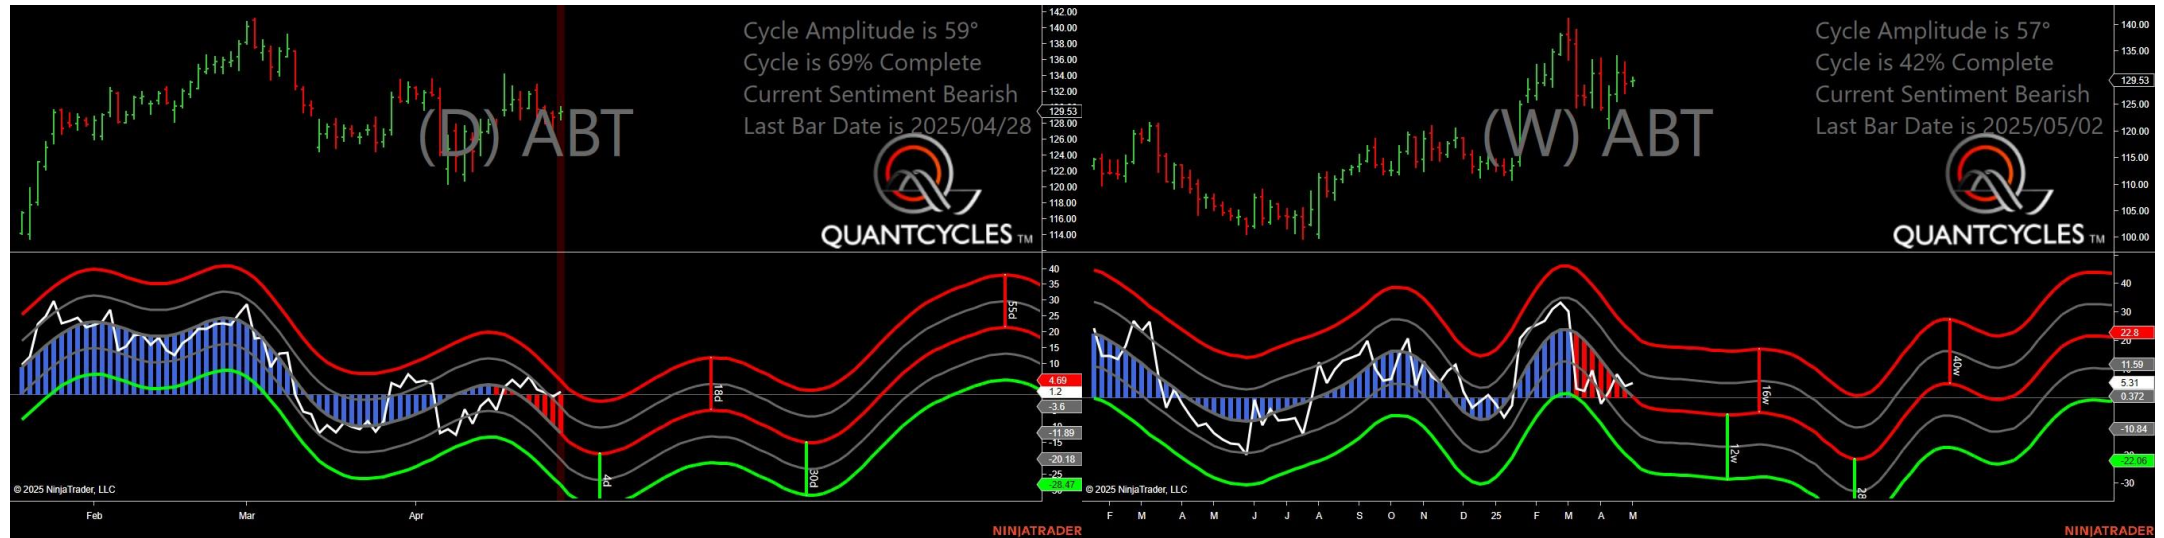 Cycle Amplitude is 59°
Cycle is 69% Complete
Current Sentiment Bearish
Last Bar Date is 2025/04/28
(D) ABT
QUANTCYCLES TM
142.00
140.00
138.00
136.00
134.00
132.00
129.53
128.00
126.00
124.00
122.00
120.00
118.00
116.00
114.00
40
35
30
25
20
15
10
4.69
1.2
-3.6
-11.89
-15
-20.18
-25
-28.47
4d
18d
30d
55d
© 2025 NinjaTrader, LLC
Feb
Mar
Apr
NINJATRADER
Cycle Amplitude is 57°
Cycle is 42% Complete
Current Sentiment Bearish
Last Bar Date is 2025/05/02
(W) ABT
QUANTCYCLES TM
140.00
135.00
129.53
125.00
120.00
115.00
110.00
105.00
100.00
40
30
22.8
20
11.59
5.31
0.372
-10.84
-22.06
-30
12w
16w
28
40w
© 2025 NinjaTrader, LLC
F
M
A
M
J
J
A
S
O
N
D
25
F
M
A
M
NINJATRADER